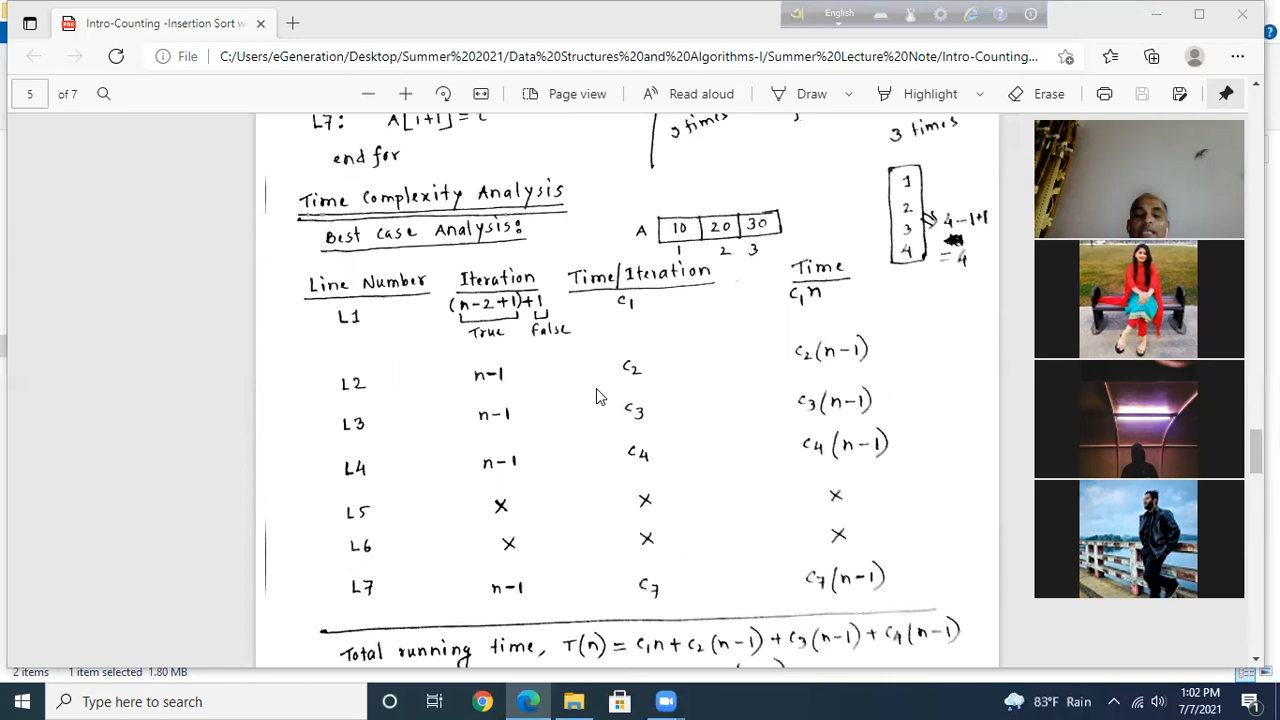 Intro-Counting -Insertion Sort w
English
File
C:/Users/eGeneration/Desktop/Summer%202021/Data%20Structures%20and%20Algorithms-I/Summer%20Lecture%20Note/Intro-Counting...
5 of 7
Page view
Read aloud
Draw
Highlight
Erase
L7:
3 times
3 times
end for
Time Complexity Analysis
Best Case Analysis:
A 10 20 30
1 2 3
1
2
3
4
4-1+1
= 4
Line Number Iteration Time/Iteration Time
L1 (n-2+1)+1 c₁ c₁n
True false
L2 n-1 c₂ c₂(n-1)
L3 n-1 c₃ c₃(n-1)
L4 n-1 c₄ c₄(n-1)
L5 × × ×
L6 × × ×
L7 n-1 c₇ c₇(n-1)
Total running time, T(n) = c₁n+c₂(n-1)+c₃(n-1)+c₄(n-1)
2 items 1 item selected 1.80 MB
Type here to search
83°F Rain
1:02 PM
7/7/2021